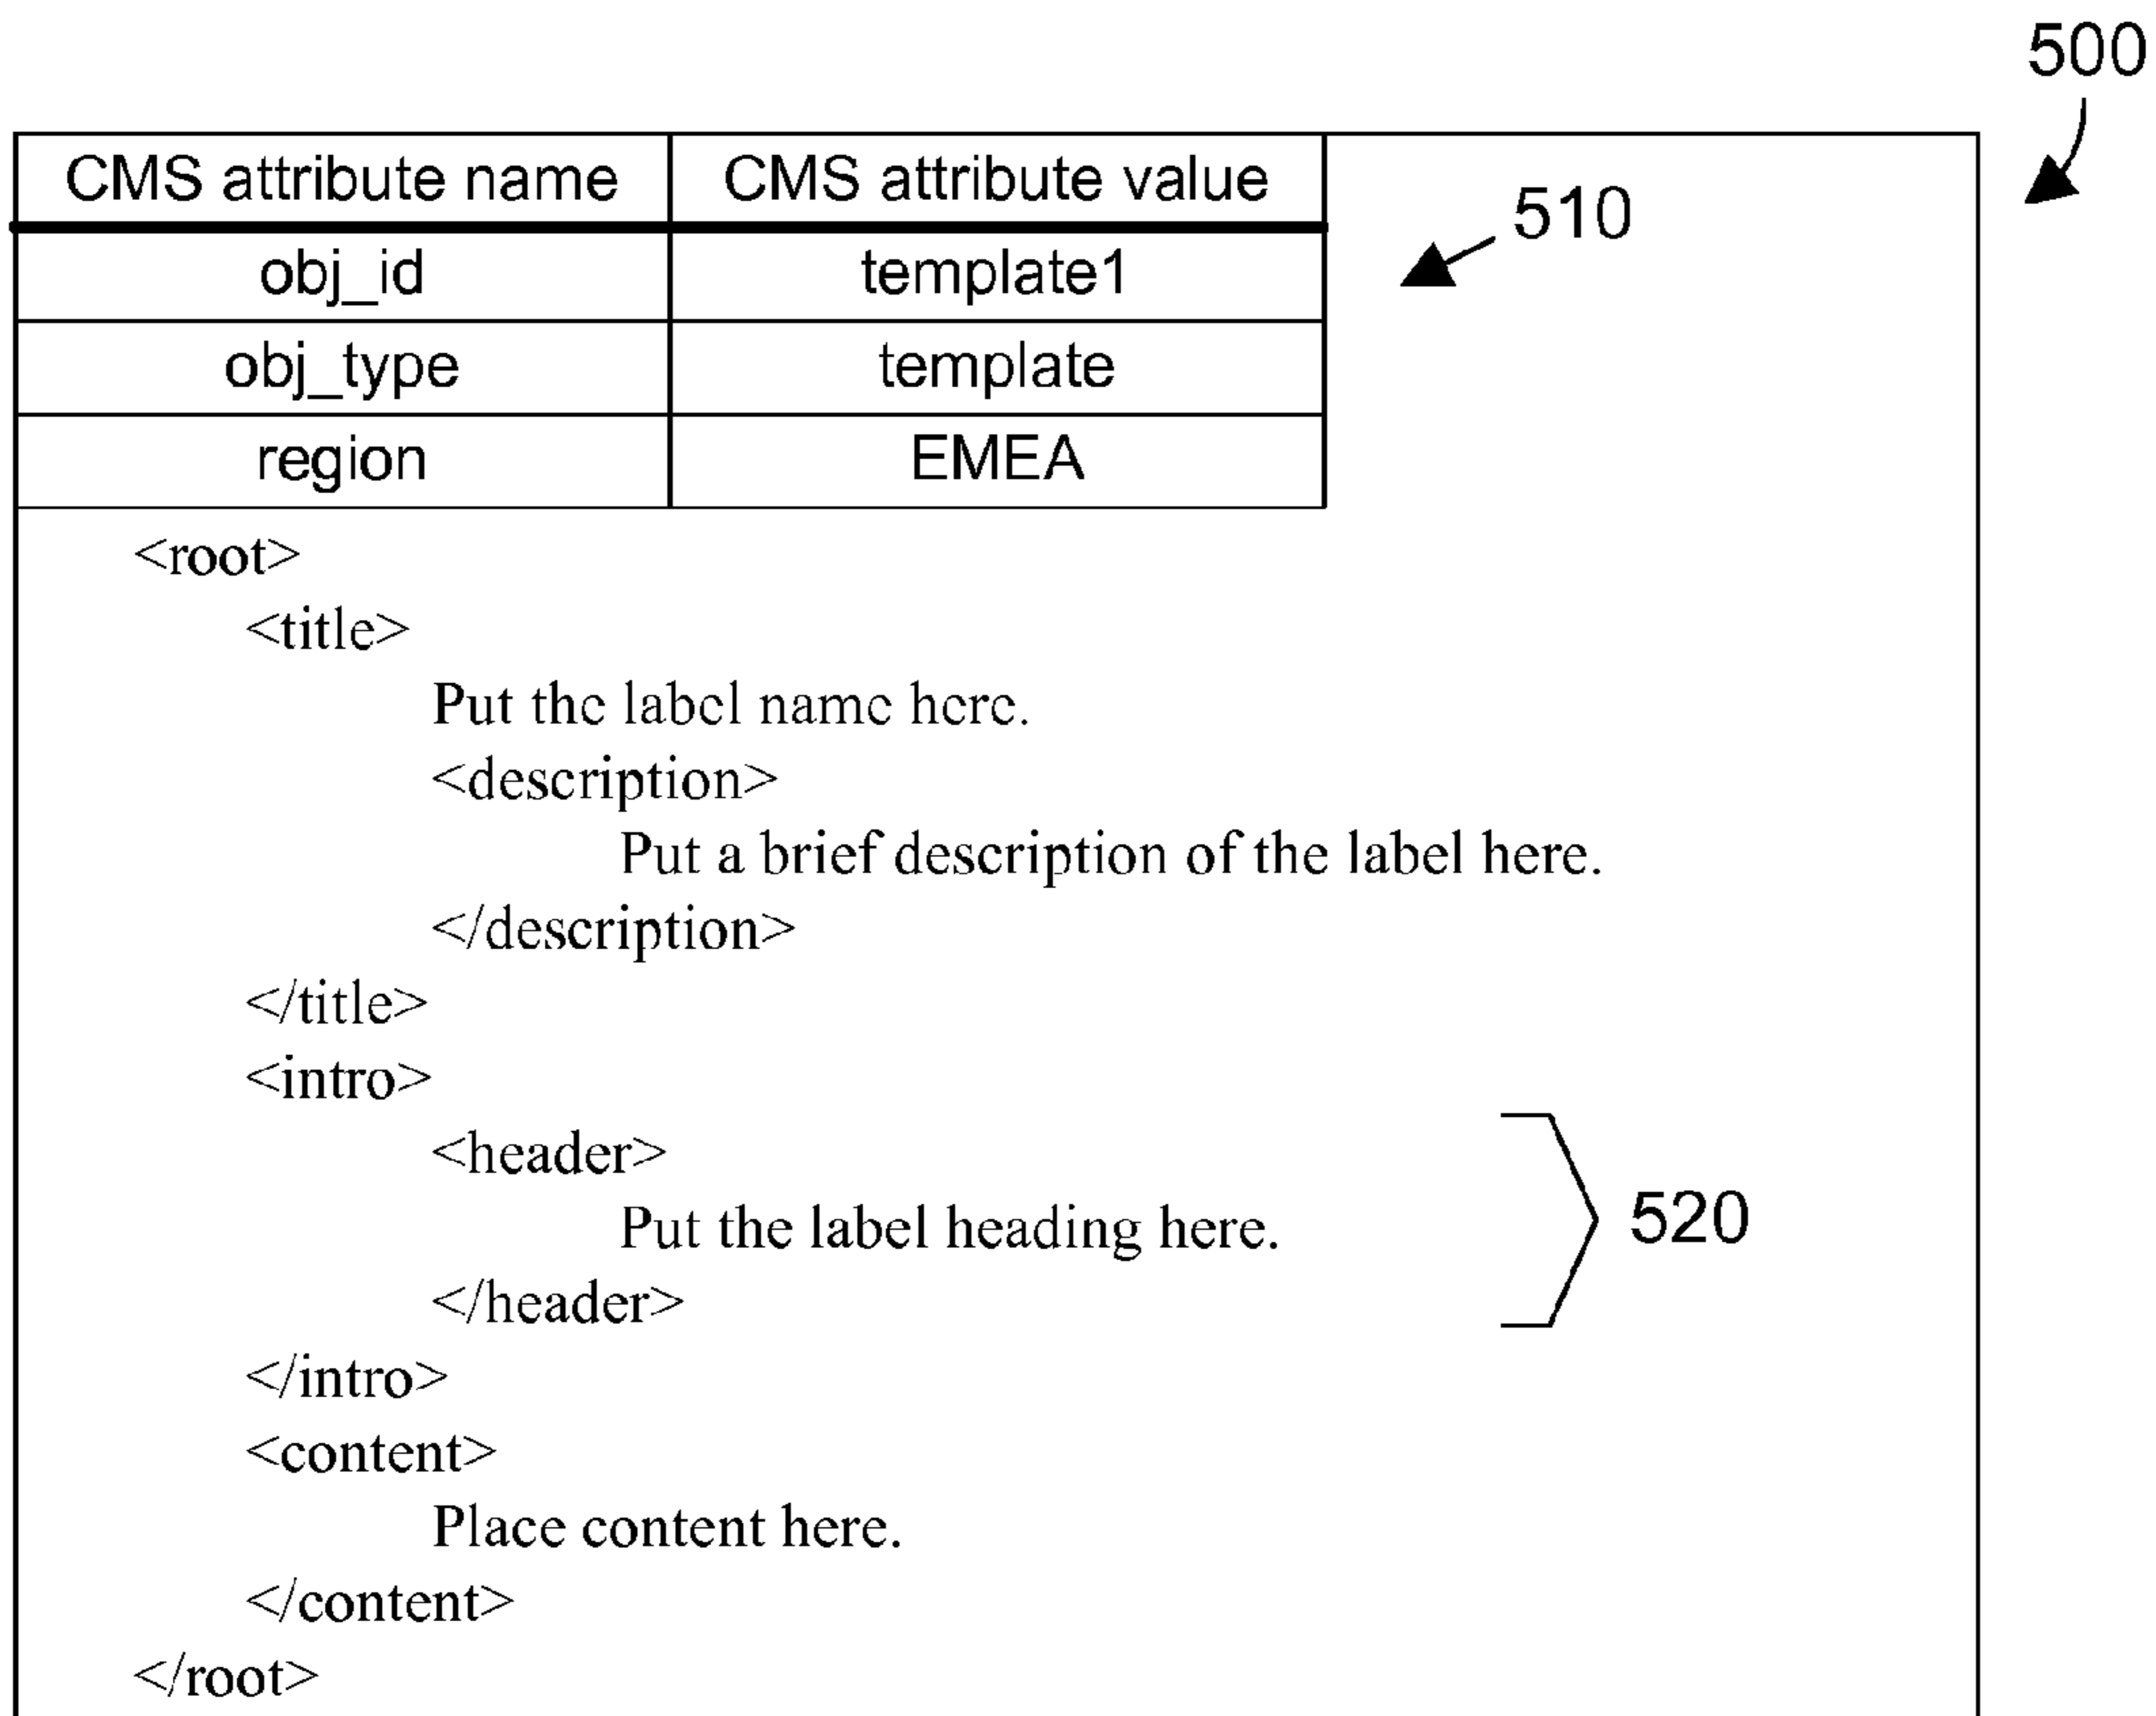 500
CMS attribute name CMS attribute value
510
obj_id template1
obj_type template
region EMEA
<root>
<title>
Put the label name here.
<description>
Put a brief description of the label here.
</description>
</title>
<intro>
<header>
Put the label heading here.
520
</header>
</intro>
<content>
Place content here.
</content>
</root>